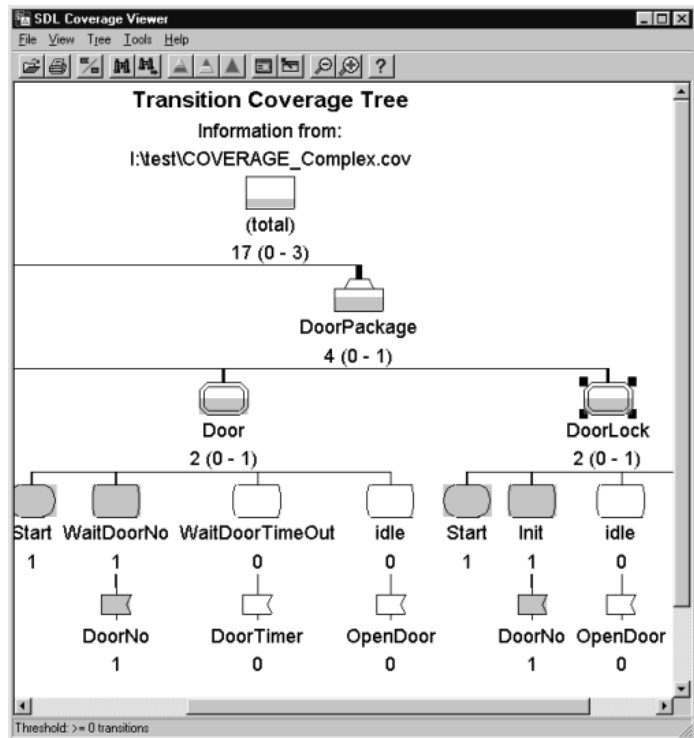 SDL Coverage Viewer
File View Tree Tools Help
Transition Coverage Tree
Information from:
I:\test\COVERAGE_Complex.cov
(total)
17 (0 - 3)
DoorPackage
4 (0 - 1)
Door DoorLock
2 (0 - 1) 2 (0 - 1)
Start WaitDoorNo WaitDoorTimeOut idle Start Init idle
1 1 0 0 1 1 0
DoorNo DoorTimer OpenDoor DoorNo OpenDoor
1 0 0 1 0
Threshold: >= 0 transitions